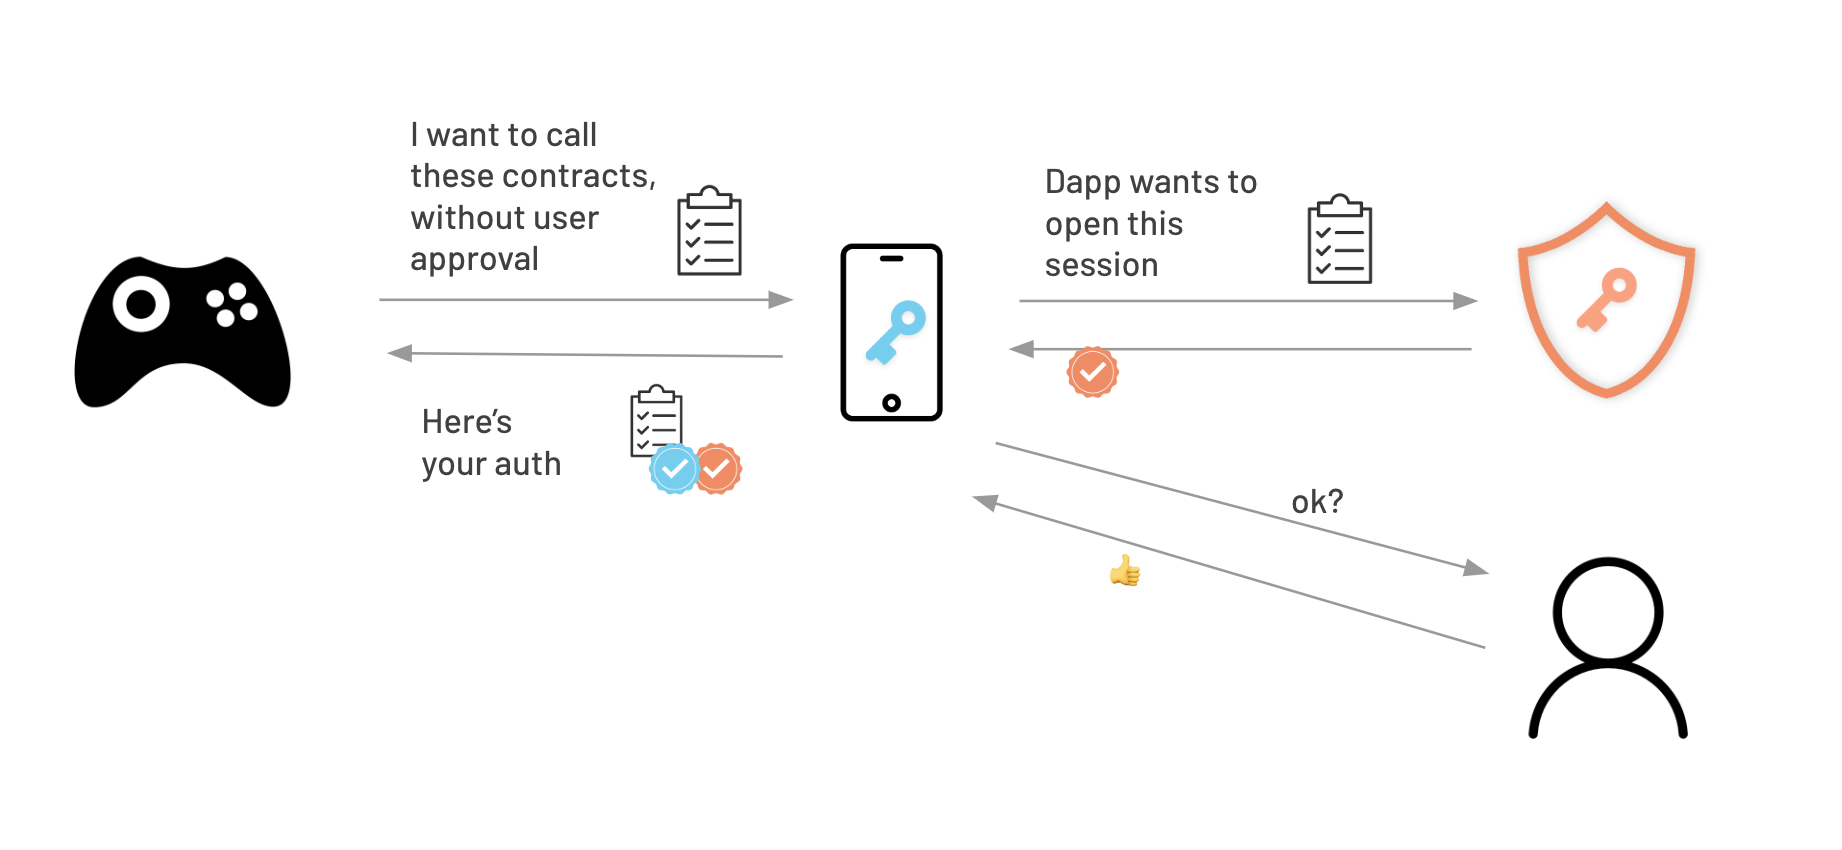 I want to call
these contracts,
without user
approval
Dapp wants to
open this
session
Here’s
your auth
ok?